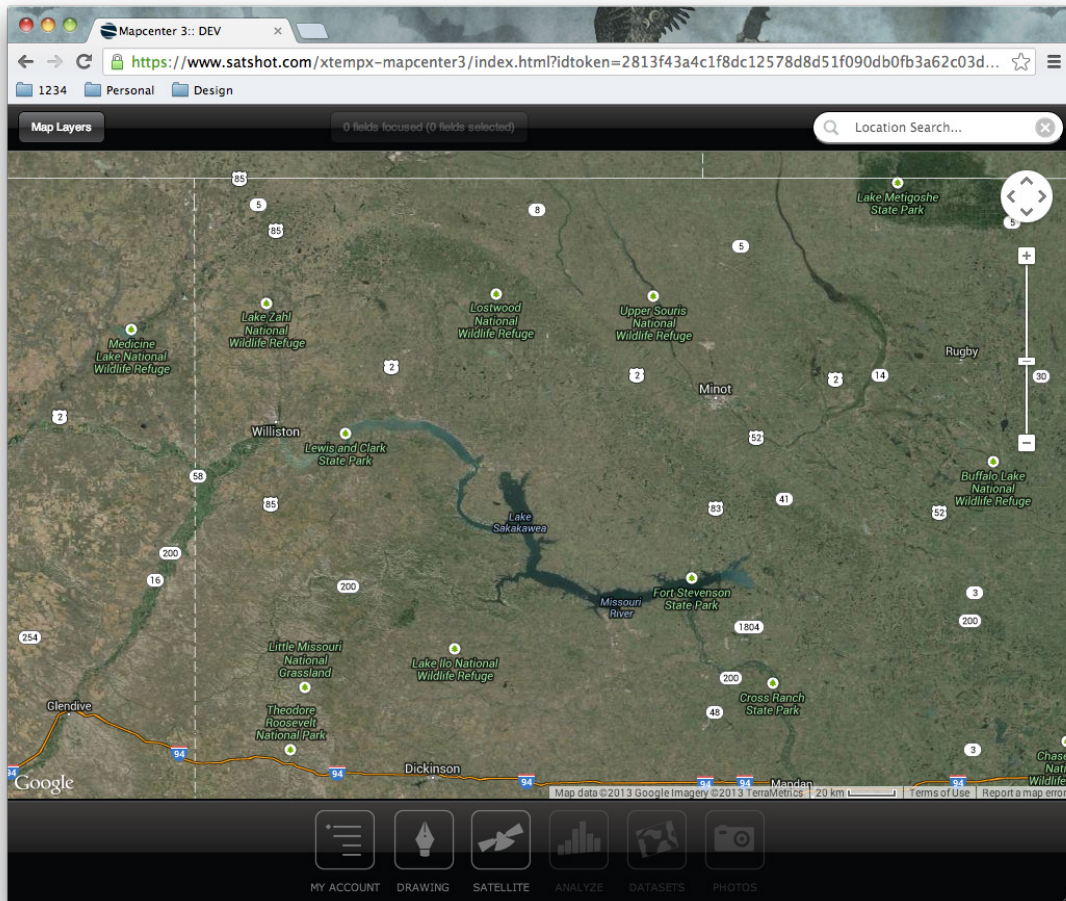 Mapcenter 3:: DEV
https://www.satshot.com/xtempx-mapcenter3/index.html?idtoken=2813f43a4c1f8dc12578d8d51f090db0fb3a62c03d...
1234 Personal Design
Map Layers
0 fields focused (0 fields selected)
Location Search...
85
5
85
8
5
Lake Metigoshe
State Park
5
Lake Zahl
National
Wildlife Refuge
Lostwood
National
Wildlife Refuge
Upper Souris
National
Wildlife Refuge
Medicine
Lake National
Wildlife Refuge
Rugby
2
2
2
14
30
Minot
2
Williston
Lewis and Clark
State Park
52
58
Buffalo Lake
National
Wildlife Refuge
85
41
83
52
Lake
Sakakawea
200
16
200
Fort Stevenson
State Park
Missouri
River
3
200
1804
254
Little Missouri
National
Grassland
Lake Ilo National
Wildlife Refuge
200
Cross Ranch
State Park
Glendive
Theodore
Roosevelt
National Park
48
94
3
Chase
Nati
Wildlife
Dickinson
94
94
94
94
94
94
Mandan
Google
Map data ©2013 Google Imagery ©2013 TerraMetrics
20 km
Terms of Use
Report a map error
MY ACCOUNT
DRAWING
SATELLITE
ANALYZE
DATASETS
PHOTOS